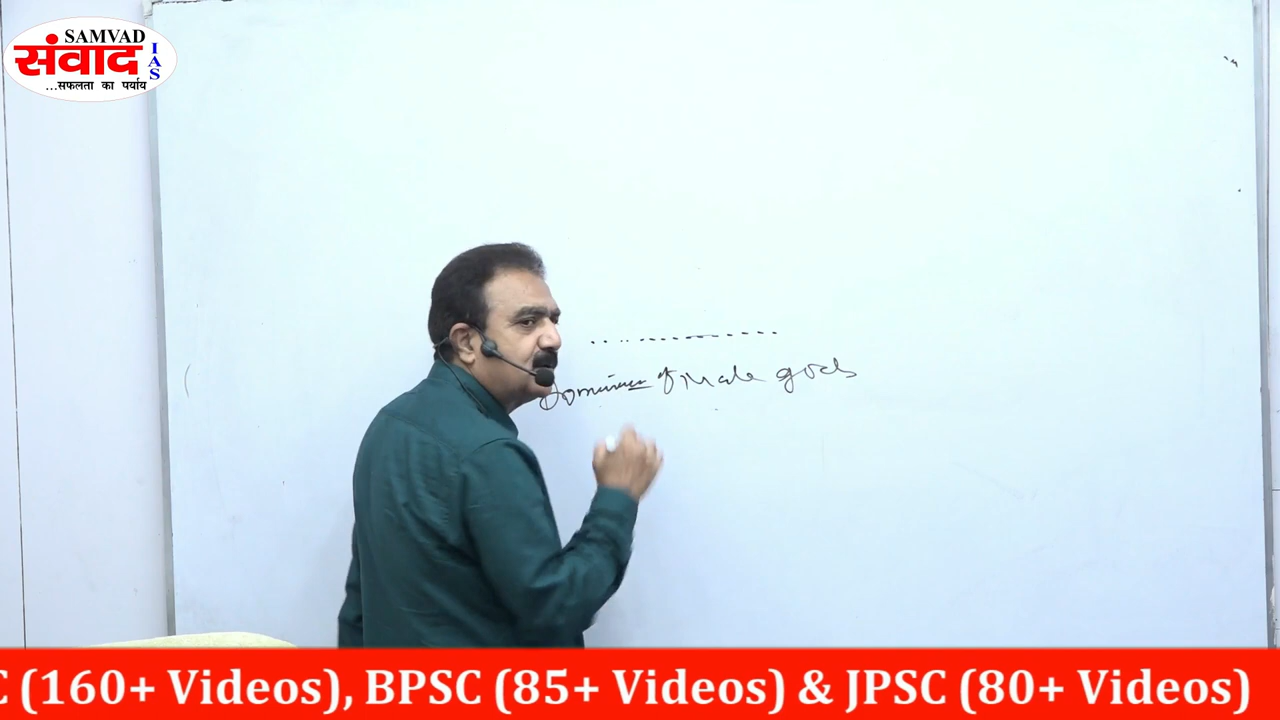 SAMVAD
संवाद
IAS
...सफलता का पर्याय
Dominance of Male gods
C (160+ Videos), BPSC (85+ Videos) & JPSC (80+ Videos)